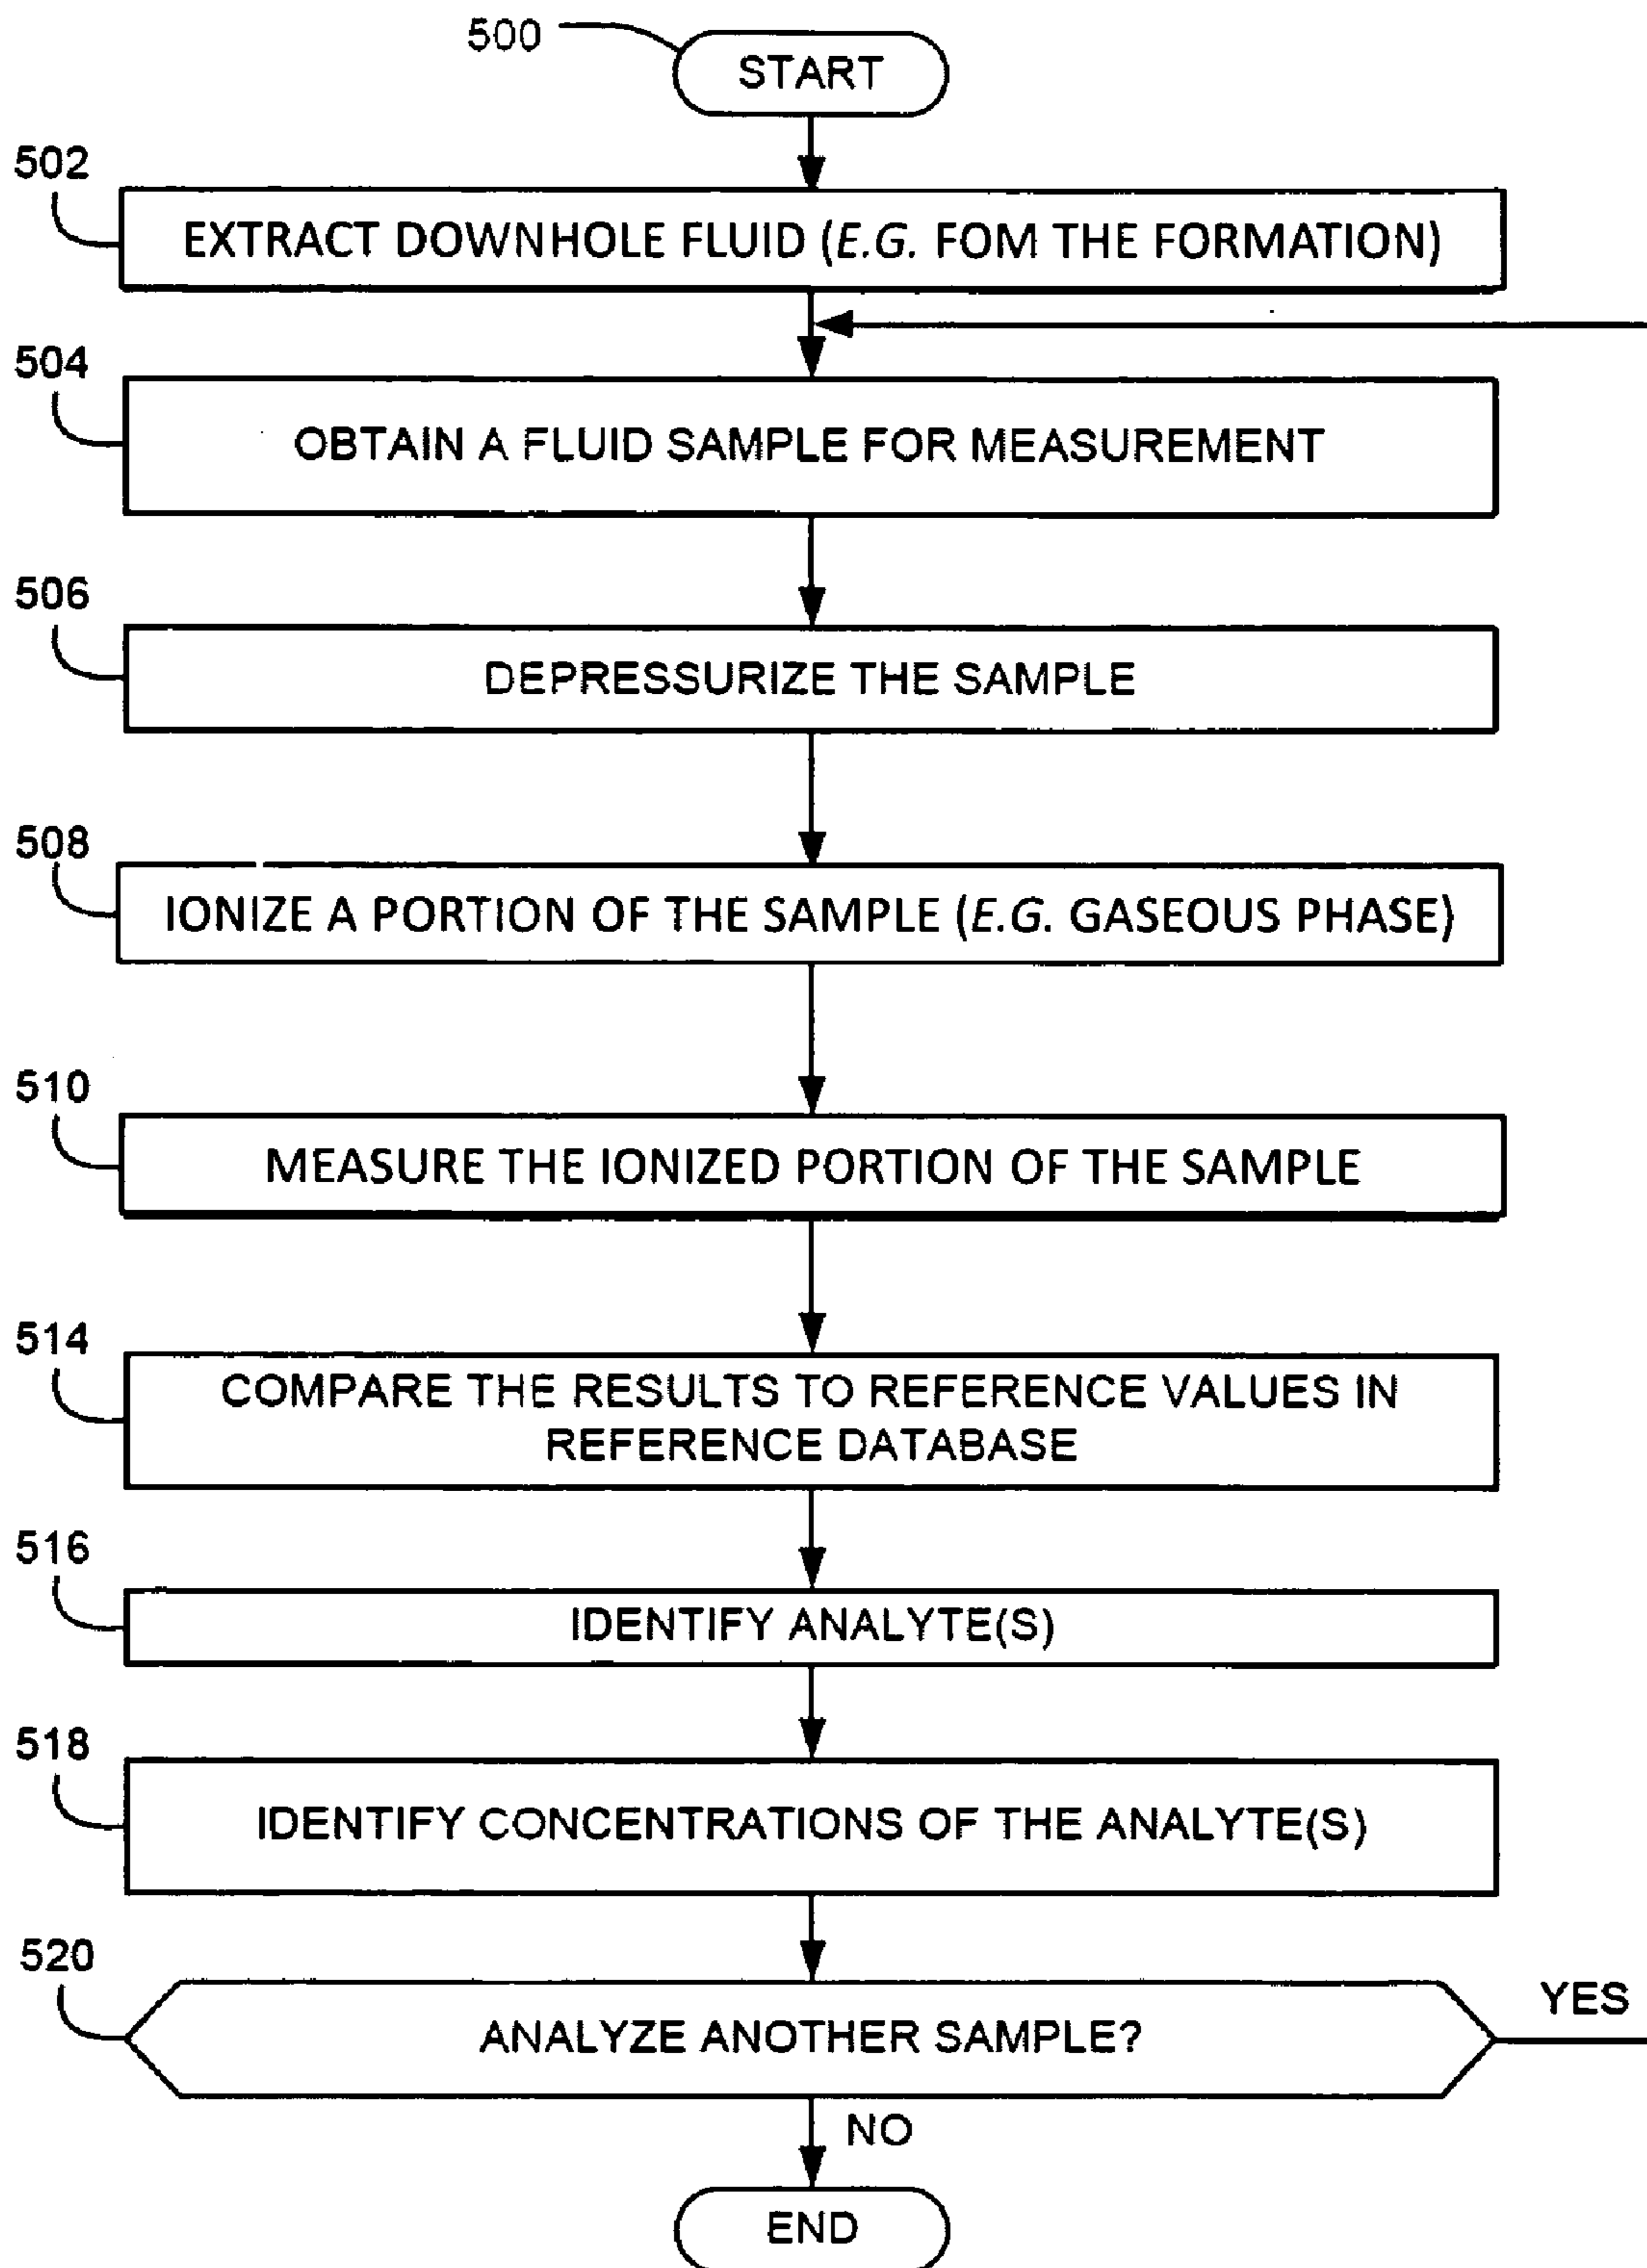 500
START
502
EXTRACT DOWNHOLE FLUID (E.G. FOM THE FORMATION)
504
OBTAIN A FLUID SAMPLE FOR MEASUREMENT
506
DEPRESSURIZE THE SAMPLE
508
IONIZE A PORTION OF THE SAMPLE (E.G. GASEOUS PHASE)
510
MEASURE THE IONIZED PORTION OF THE SAMPLE
514
COMPARE THE RESULTS TO REFERENCE VALUES IN
REFERENCE DATABASE
516
IDENTIFY ANALYTE(S)
518
IDENTIFY CONCENTRATIONS OF THE ANALYTE(S)
520
ANALYZE ANOTHER SAMPLE?
YES
NO
END